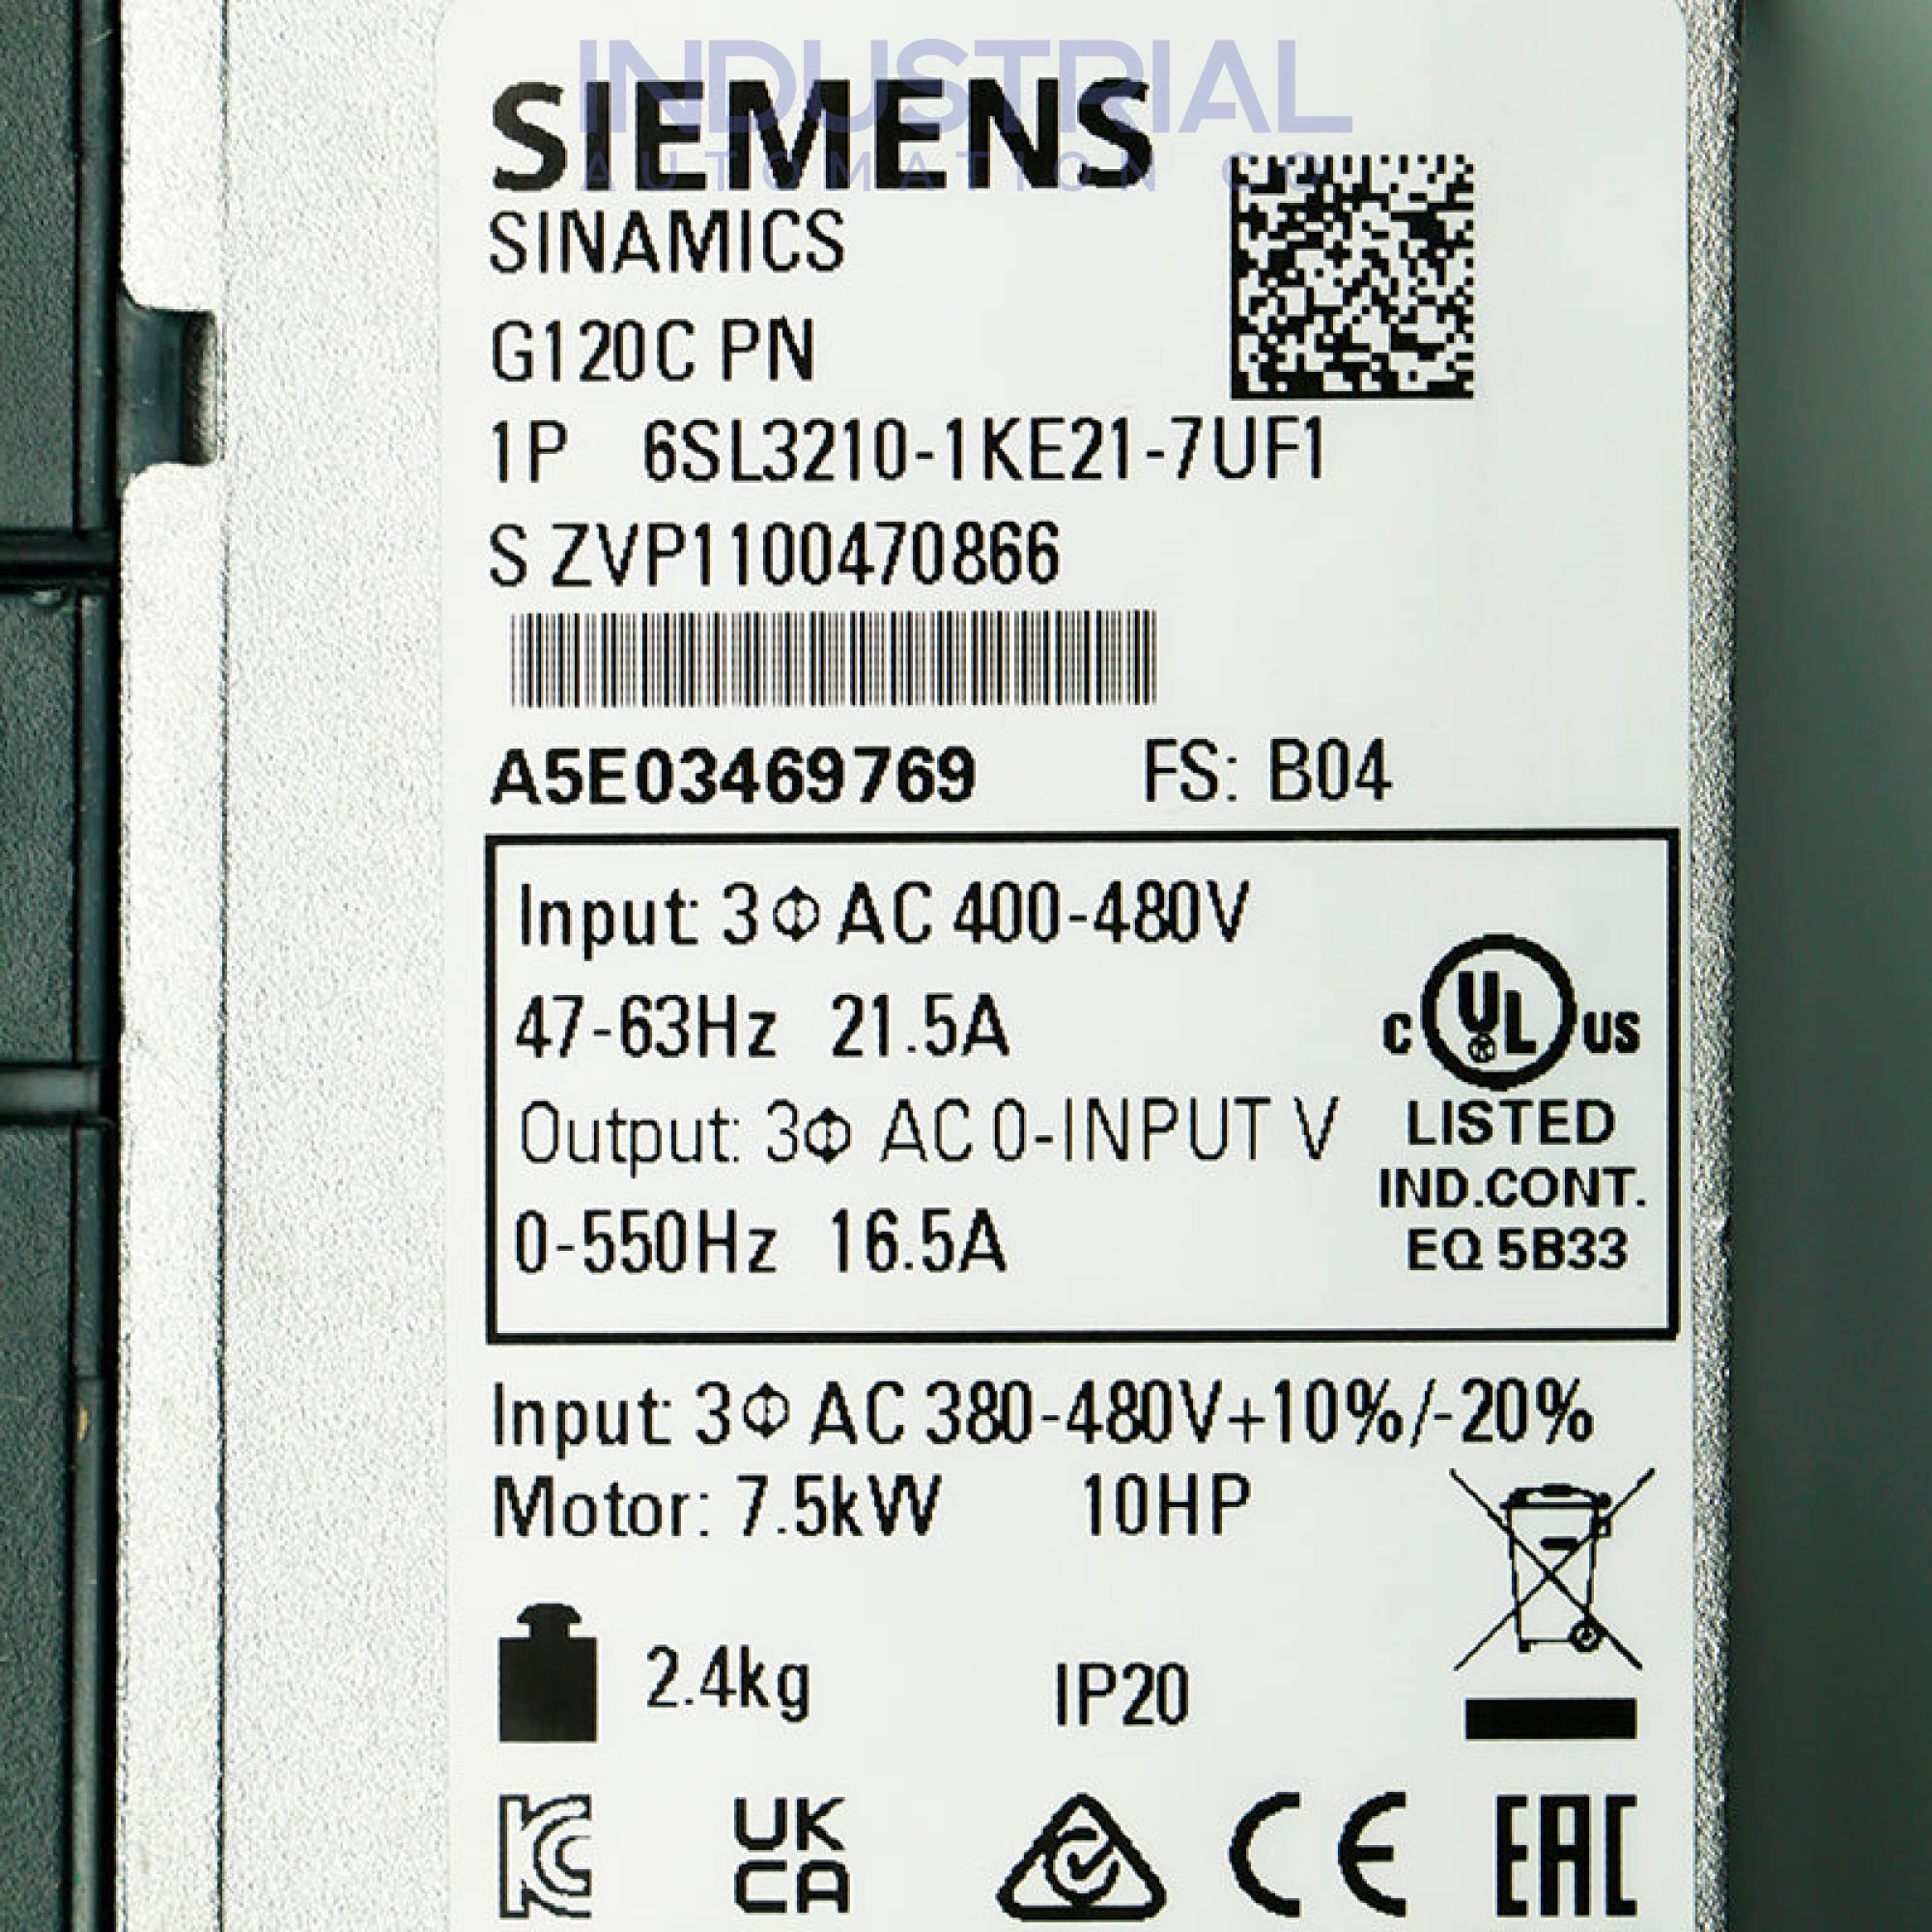 INDUSTRIAL
AUTOMATION CO
SIEMENS
SINAMICS
G120C PN
1P 6SL3210-1KE21-7UF1
S ZVP1100470866
A5E03469769 FS: B04
Input: 3Φ AC 400-480V
47-63Hz 21.5A
Output: 3Φ AC 0-INPUT V
0-550Hz 16.5A
C UL US
LISTED
IND.CONT.
EQ 5B33
Input: 3Φ AC 380-480V+10%/-20%
Motor: 7.5kW 10HP
2.4kg IP20
KC UK CA CE EAC